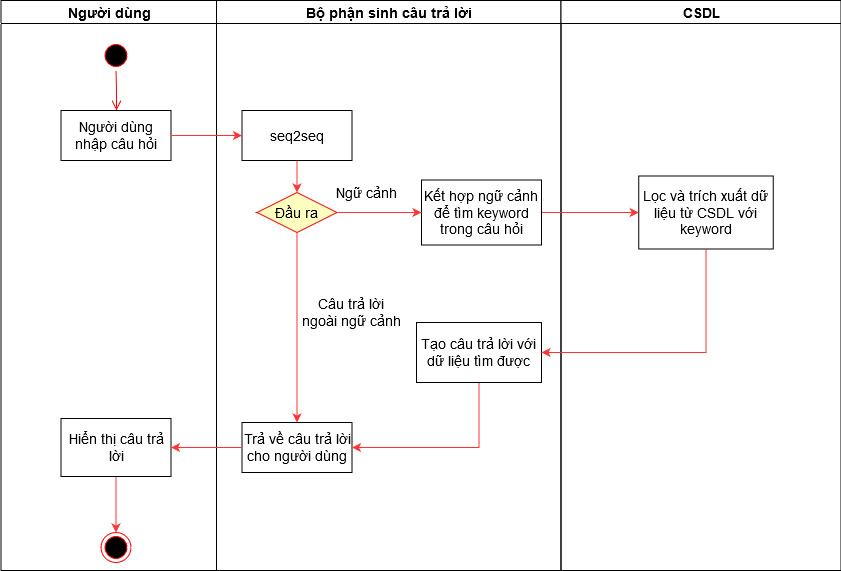 Người dùng
Bộ phận sinh câu trả lời
CSDL
Người dùng
nhập câu hỏi
seq2seq
Đầu ra
Ngữ cảnh
Kết hợp ngữ cảnh
để tìm keyword
trong câu hỏi
Lọc và trích xuất dữ
liệu từ CSDL với
keyword
Câu trả lời
ngoài ngữ cảnh
Tạo câu trả lời với
dữ liệu tìm được
Hiển thị câu trả
lời
Trả về câu trả lời
cho người dùng